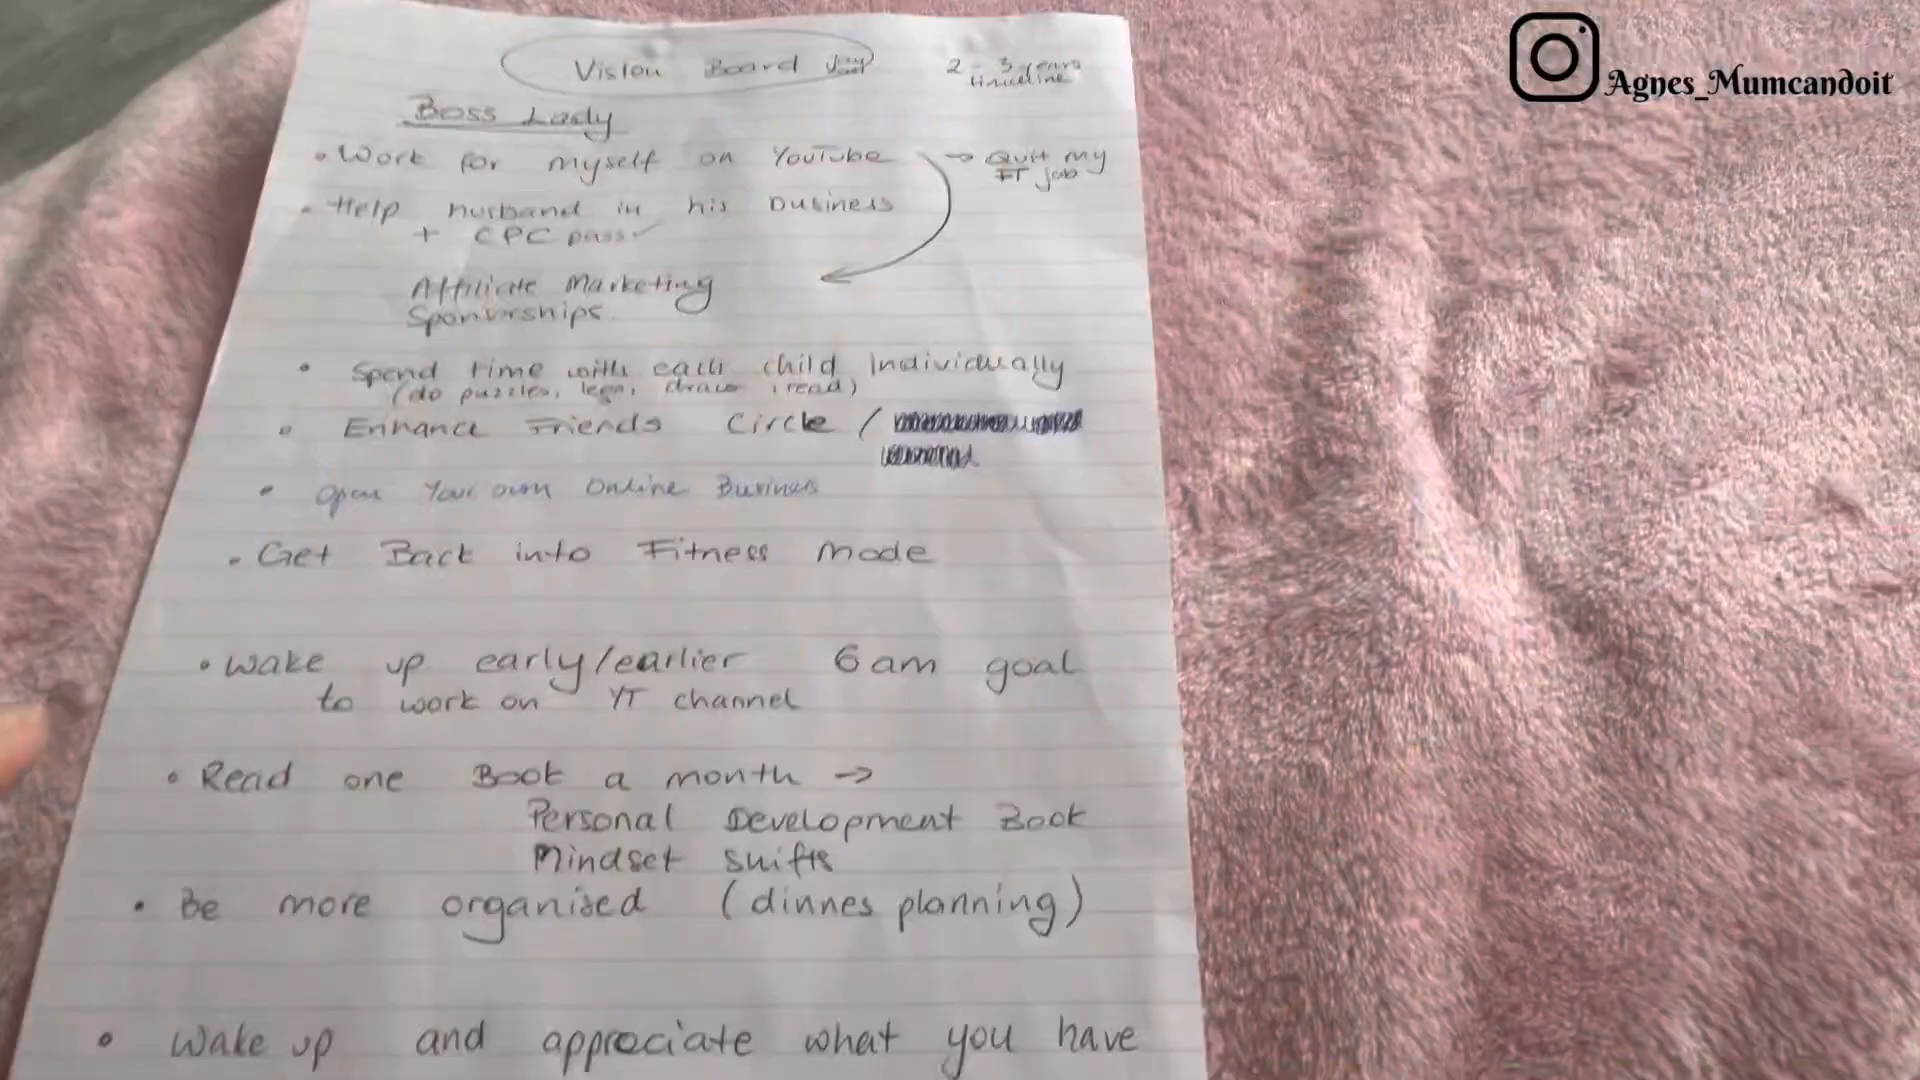 Vision Board
2 - 3 years
timeline
Boss Lady
• Work for myself on YouTube → Quit my
FT job
• Help husband in his business
+ CPC pass ✓
Affiliate Marketing
Sponsorships
• Spend time with each child Individually
(do puzzles, lego, draw, read)
• Enhance Friends Circle /
• Open Your own Online Business
• Get Back into Fitness Mode
• Wake up early/earlier 6am goal
to work on YT channel
• Read one Book a month →
Personal Development Book
Mindset shifts
• Be more organised (dinnes planning)
• Wake up and appreciate what you have
Agnes_Mumcandoit